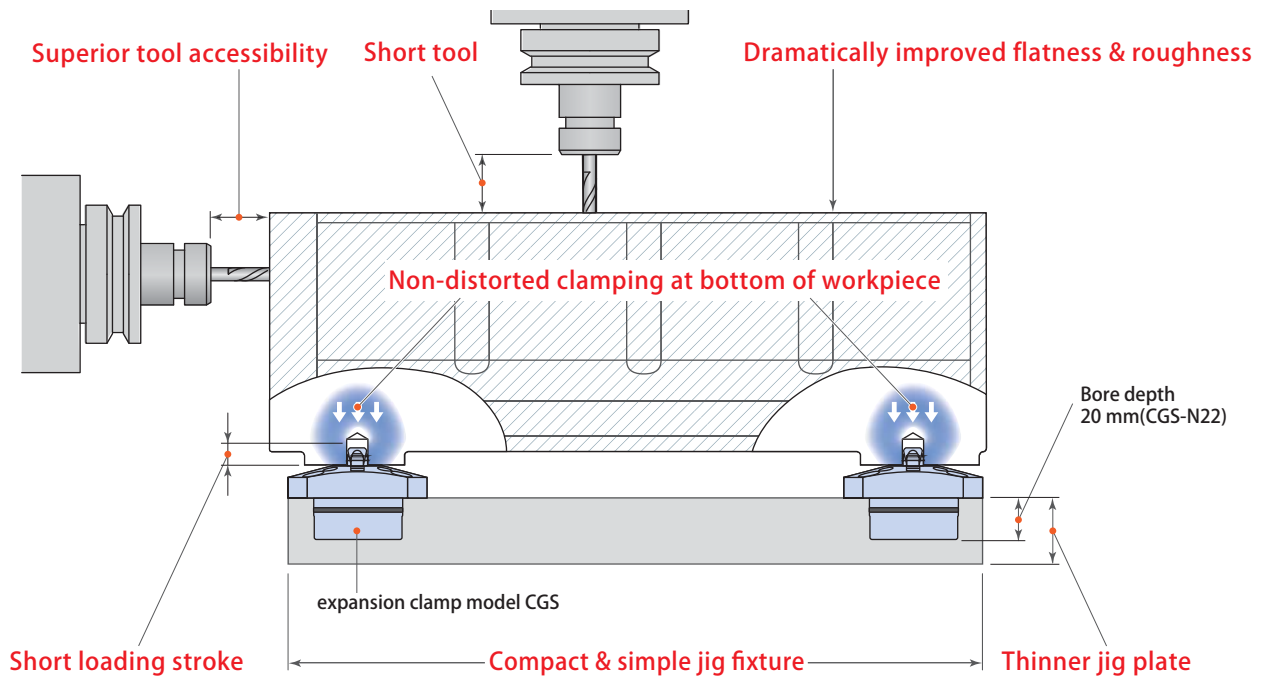 Superior tool accessibility
Short tool
Dramatically improved flatness & roughness
Non-distorted clamping at bottom of workpiece
Bore depth
20 mm(CGS-N22)
expansion clamp model CGS
Short loading stroke
Compact & simple jig fixture
Thinner jig plate